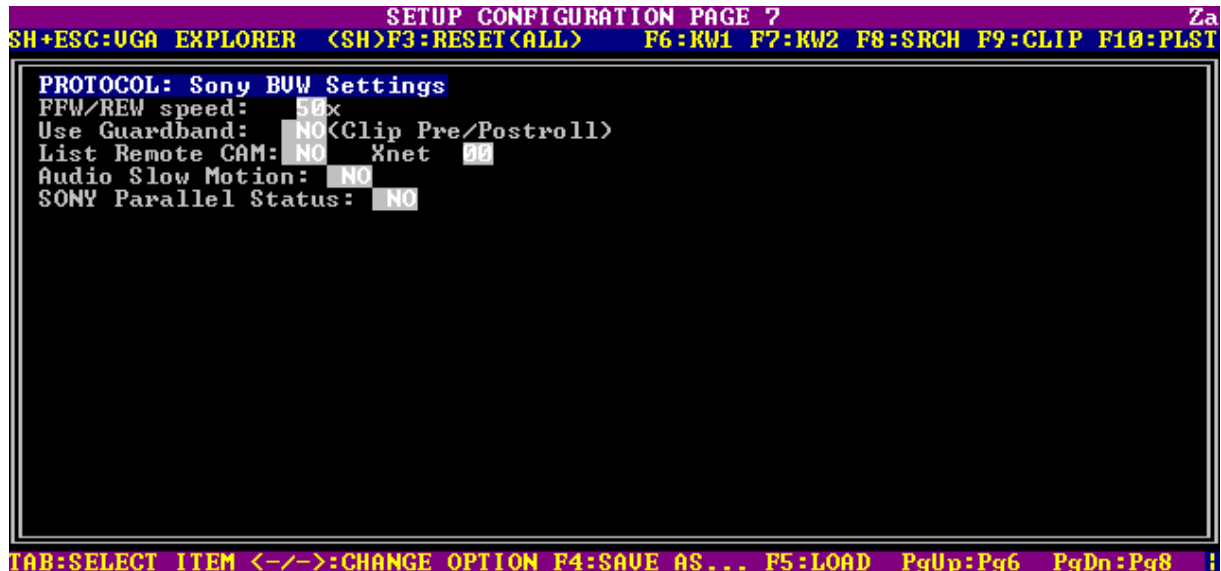 SETUP CONFIGURATION PAGE 7 Za
SH+ESC:VGA EXPLORER (SH)F3:RESET(ALL) F6:KW1 F7:KW2 F8:SRCH F9:CLIP F10:PLST
PROTOCOL: Sony BVW Settings
FFW/REW speed: 50x
Use Guardband: NO(Clip Pre/Postroll)
List Remote CAM: NO Xnet 00
Audio Slow Motion: NO
SONY Parallel Status: NO
TAB:SELECT ITEM <-/->:CHANGE OPTION F4:SAVE AS... F5:LOAD PgUp:Pg6 PgDn:Pg8